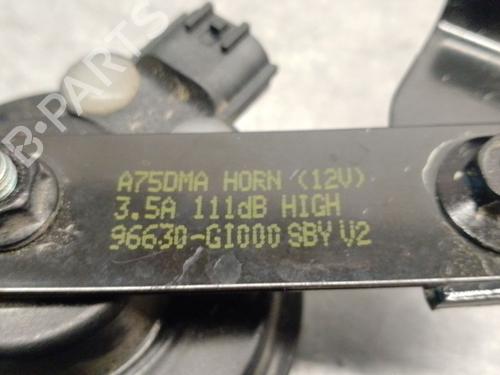 B-PARTS
A75DMA HORN (12V)
3.5A 111dB HIGH
96630-GI000 SBY V2